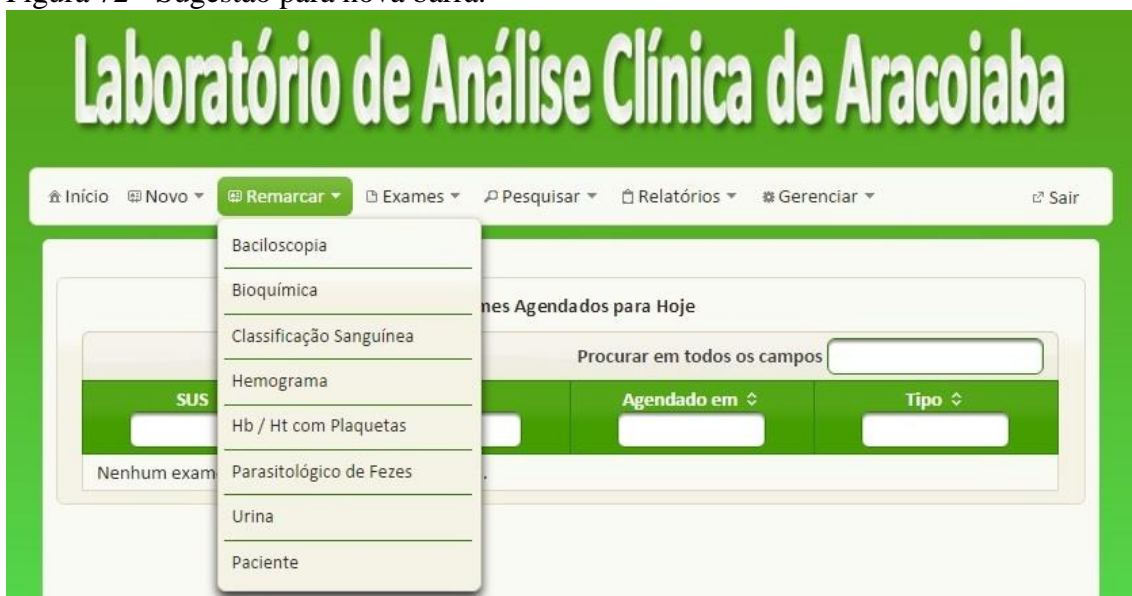 Figura 72 - Sugestão para nova barra.
Laboratório de Análise Clínica de Aracoiaba
Início Novo Remarcar Exames Pesquisar Relatórios Gerenciar Sair
Baciloscopia
Bioquímica
Agendados para Hoje
Classificação Sanguínea
Procurar em todos os campos
Hemograma
SUS Agendado em Tipo
Hb / Ht com Plaquetas
Nenhum
Parasitológico de Fezes
Urina
Paciente